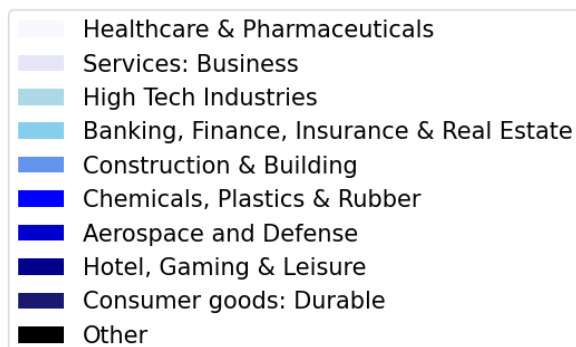 Healthcare & Pharmaceuticals
Services: Business
High Tech Industries
Banking, Finance, Insurance & Real Estate
Construction & Building
Chemicals, Plastics & Rubber
Aerospace and Defense
Hotel, Gaming & Leisure
Consumer goods: Durable
Other